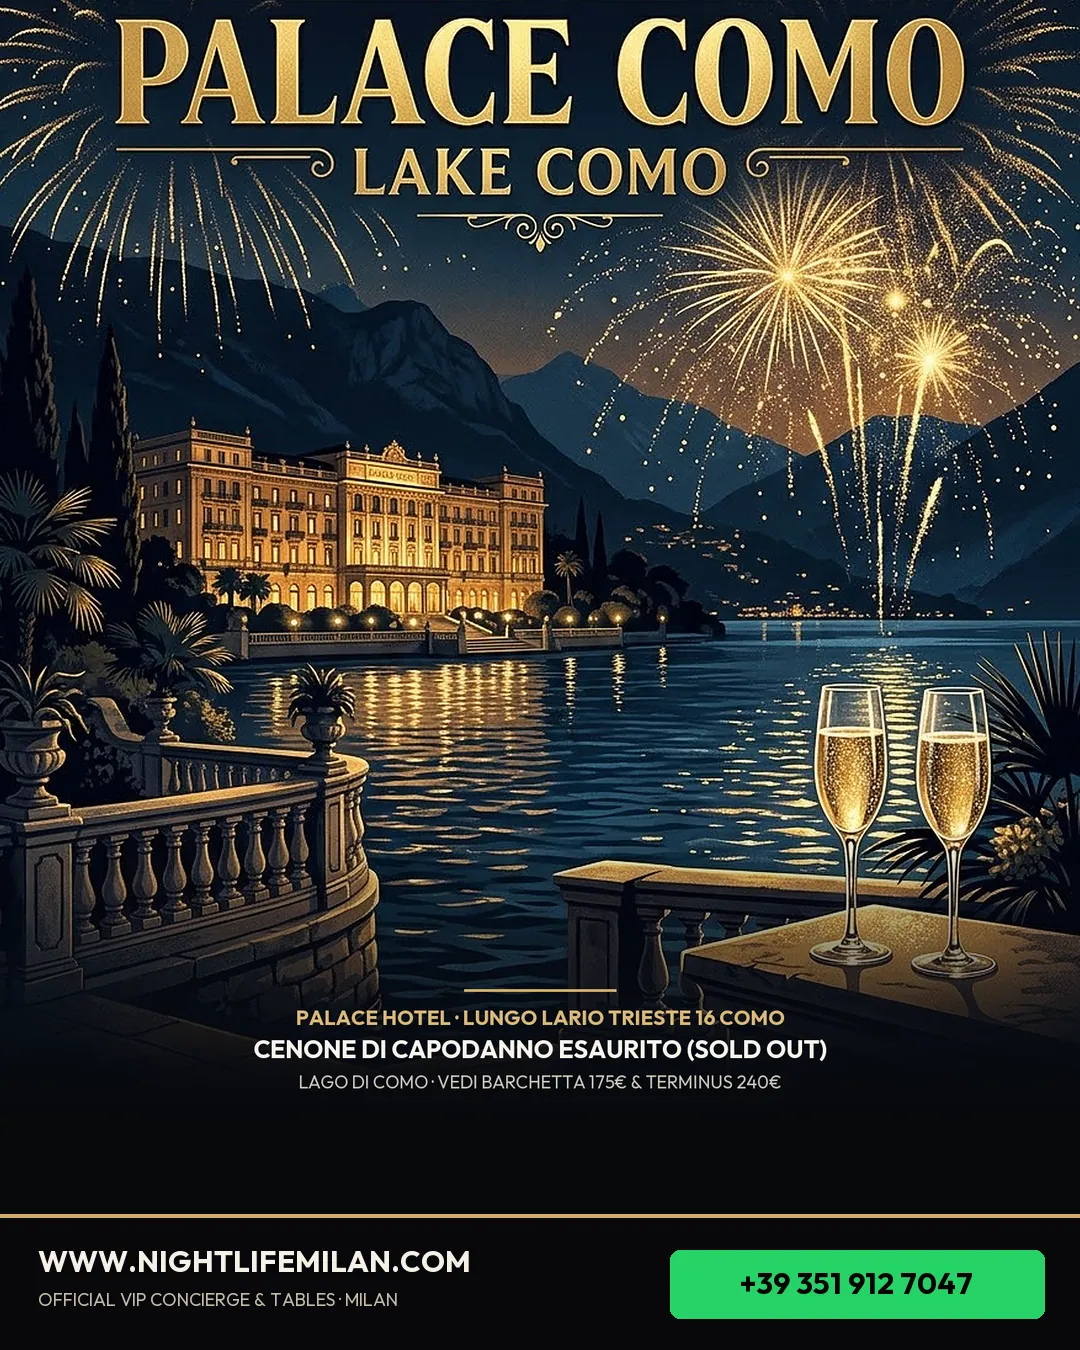 PALACE COMO
LAKE COMO
PALACE HOTEL · LUNGO LARIO TRIESTE 16 COMO
CENONE DI CAPODANNO ESAURITO (SOLD OUT)
LAGO DI COMO · VEDI BARCHETTA 175€ & TERMINUS 240€
WWW.NIGHTLIFEMILAN.COM
OFFICIAL VIP CONCIERGE & TABLES · MILAN
+39 351 912 7047